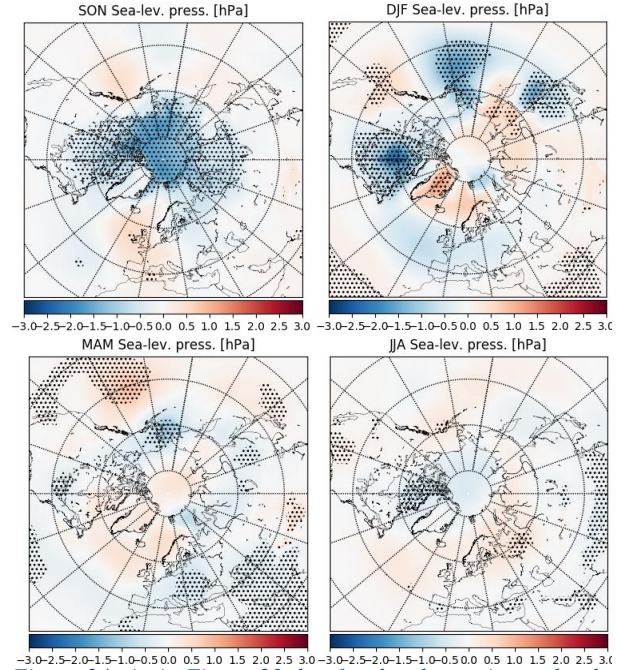 SON Sea-lev. press. [hPa]
DJF Sea-lev. press. [hPa]
−3.0−2.5−2.0−1.5−1.0−0.5 0.0 0.5 1.0 1.5 2.0 2.5 3.0
−3.0−2.5−2.0−1.5−1.0−0.5 0.0 0.5 1.0 1.5 2.0 2.5 3.0
MAM Sea-lev. press. [hPa]
JJA Sea-lev. press. [hPa]
−3.0−2.5−2.0−1.5−1.0−0.5 0.0 0.5 1.0 1.5 2.0 2.5 3.0
−3.0−2.5−2.0−1.5−1.0−0.5 0.0 0.5 1.0 1.5 2.0 2.5 3.